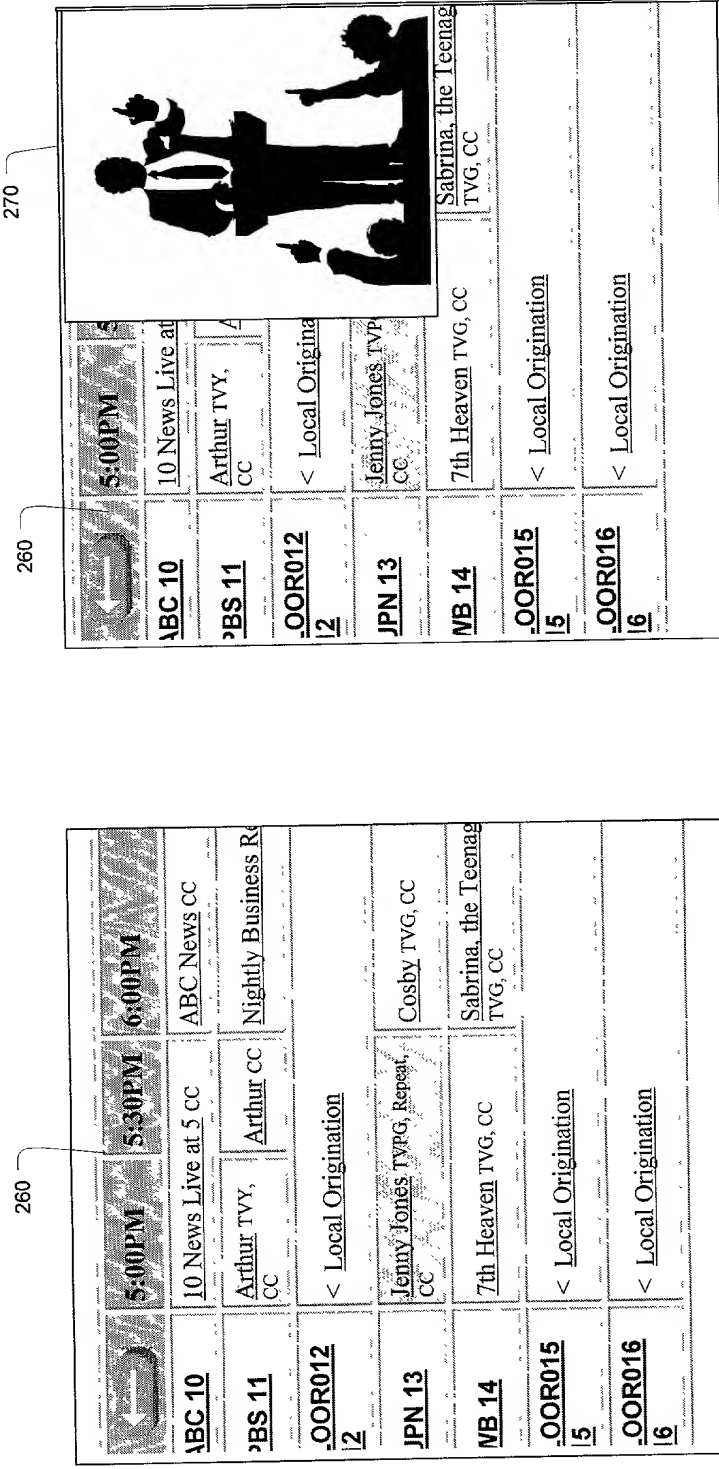 260
5:00PM 5:30PM 6:00PM
ABC 10 10 News Live at 5 CC ABC News CC
PBS 11 Arthur TVY, Arthur CC Nightly Business Re
CC
.OOR012 < Local Origination
12
JPN 13 Jenny Jones TVPG, Repeat, Cosby TVG, CC
CC
WB 14 7th Heaven TVG, CC Sabrina, the Teenag
TVG, CC
.OOR015 < Local Origination
15
.OOR016 < Local Origination
16
260
270
5:00PM 5
ABC 10 10 News Live at
PBS 11 Arthur TVY, A
CC
.OOR012 < Local Origina
12
JPN 13 Jenny Jones TVP
CC
WB 14 7th Heaven TVG, CC Sabrina, the Teenag
TVG, CC
.OOR015 < Local Origination
15
.OOR016 < Local Origination
16